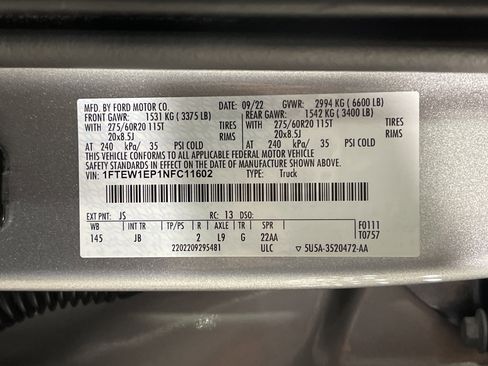 MFD. BY FORD MOTOR CO. DATE: 09/22 GVWR: 2994 KG ( 6600 LB)
FRONT GAWR: 1531 KG ( 3375 LB) REAR GAWR: 1542 KG ( 3400 LB)
WITH 275/60R20 115T TIRES WITH 275/60R20 115T TIRES
20x8.5J RIMS 20x8.5J RIMS
AT 240 kPa/ 35 PSI COLD AT 240 kPa/ 35 PSI COLD
THIS VEHICLE CONFORMS TO ALL APPLICABLE FEDERAL MOTOR VEHICLE
SAFETY STANDARDS IN EFFECT ON THE DATE OF MANUFACTURE SHOWN ABOVE.
VIN: 1FTEW1EP1NFC11602 TYPE: Truck
EXT PNT: JS RC: 13 DSO:
WB INT TR TP/PS R AXLE TR SPR F0111
145 JB 2 L9 G 22AA T0757
2202209295481 ULC ▽ 5U5A-3520472-AA